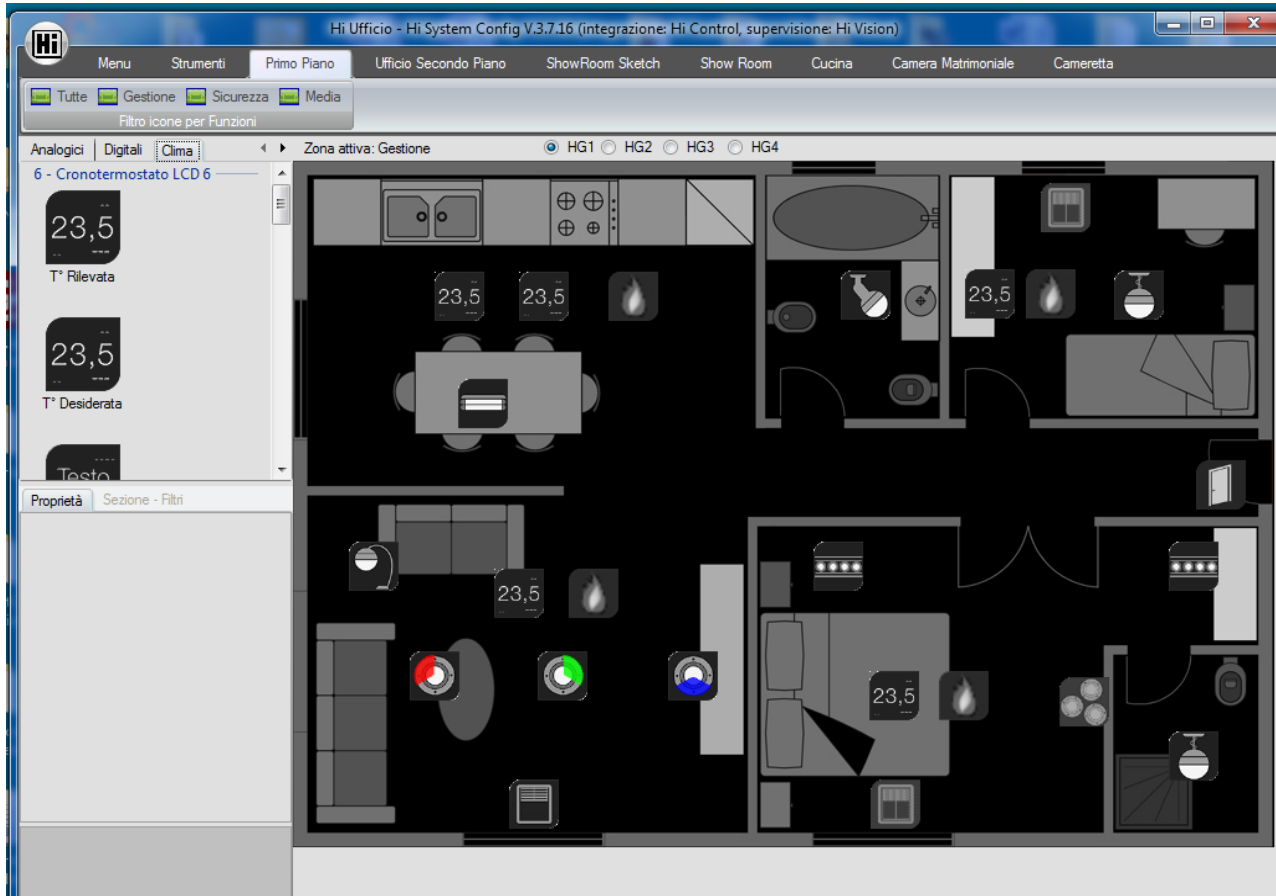 Hi Ufficio - Hi System Config V.3.7.16 (integrazione: Hi Control, supervisione: Hi Vision)
Hi
Menu Strumenti Primo Piano Ufficio Secondo Piano ShowRoom Sketch Show Room Cucina Camera Matrimoniale Cameretta
Tutte Gestione Sicurezza Media
Filtro icone per Funzioni
Analogici Digitali Clima Zona attiva: Gestione HG1 HG2 HG3 HG4
6 - Cronotermostato LCD 6
23,5
T° Rilevata
23,5 23,5 23,5
23,5
T° Desiderata
Testo
Proprietà Sezione - Filtri
23,5
23,5